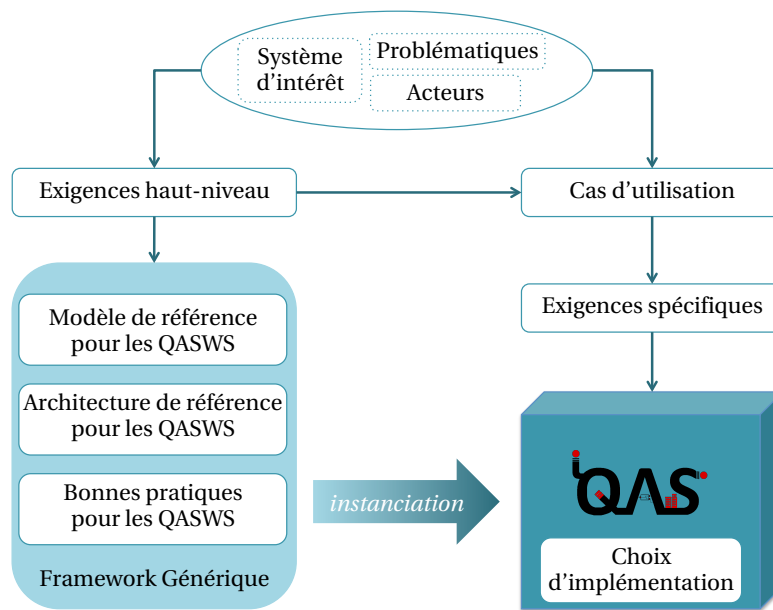 Système
d’intérêt
Problématiques
Acteurs
Exigences haut-niveau
Cas d’utilisation
Exigences spécifiques
Modèle de référence
pour les QASWS
Architecture de référence
pour les QASWS
Bonnes pratiques
pour les QASWS
Framework Générique
instanciation
iQAS
Choix
d’implémentation